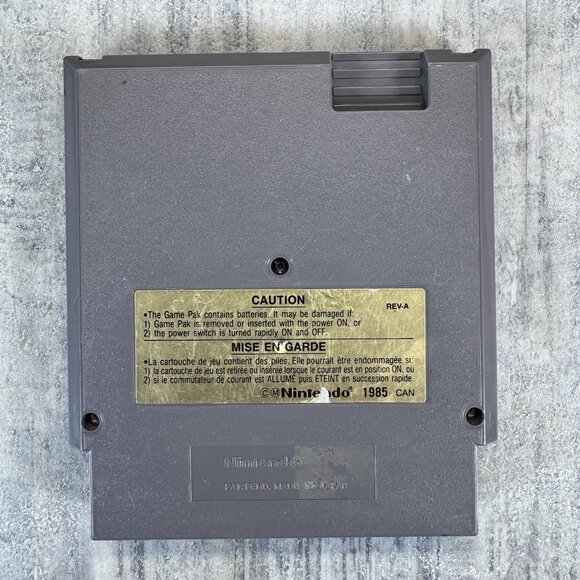 CAUTION
REV-A
•The Game Pak contains batteries. It may be damaged if:
1) Game Pak is removed or inserted with the power ON, or
2) the power switch is turned rapidly ON and OFF.
MISE EN GARDE
•La cartouche de jeu contient des piles. Elle pourrait être endommagée si:
1) la cartouche de jeu est retirée ou insérée lorsque le courant est en position ON, ou
2) si le commutateur de courant est ALLUMÉ puis ÉTEINT en succession rapide
©Ⓜ Nintendo® 1985 CAN
Nintendo
PAT. PEND. MADE IN JAPAN